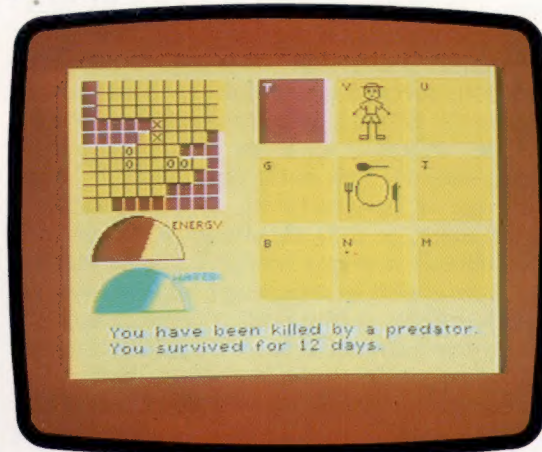 T Y U
X
X
O
O O O
G J
ENERGY
WATER
B N M
You have been killed by a predator.
You survived for 12 days.